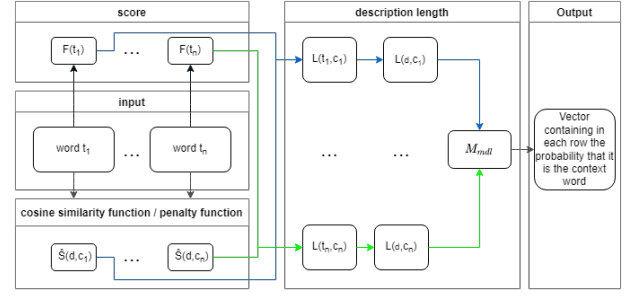 score
F(t₁)
...
F(tₙ)
input
word t₁
...
word tₙ
cosine similarity function / penalty function
Ŝ(d,c₁)
...
Ŝ(d,cₙ)
description length
L(t₁,c₁)
L(d,c₁)
...
...
M_mdl
L(tₙ,cₙ)
L(d,cₙ)
Output
Vector
containing in
each row the
probability that it
is the context
word